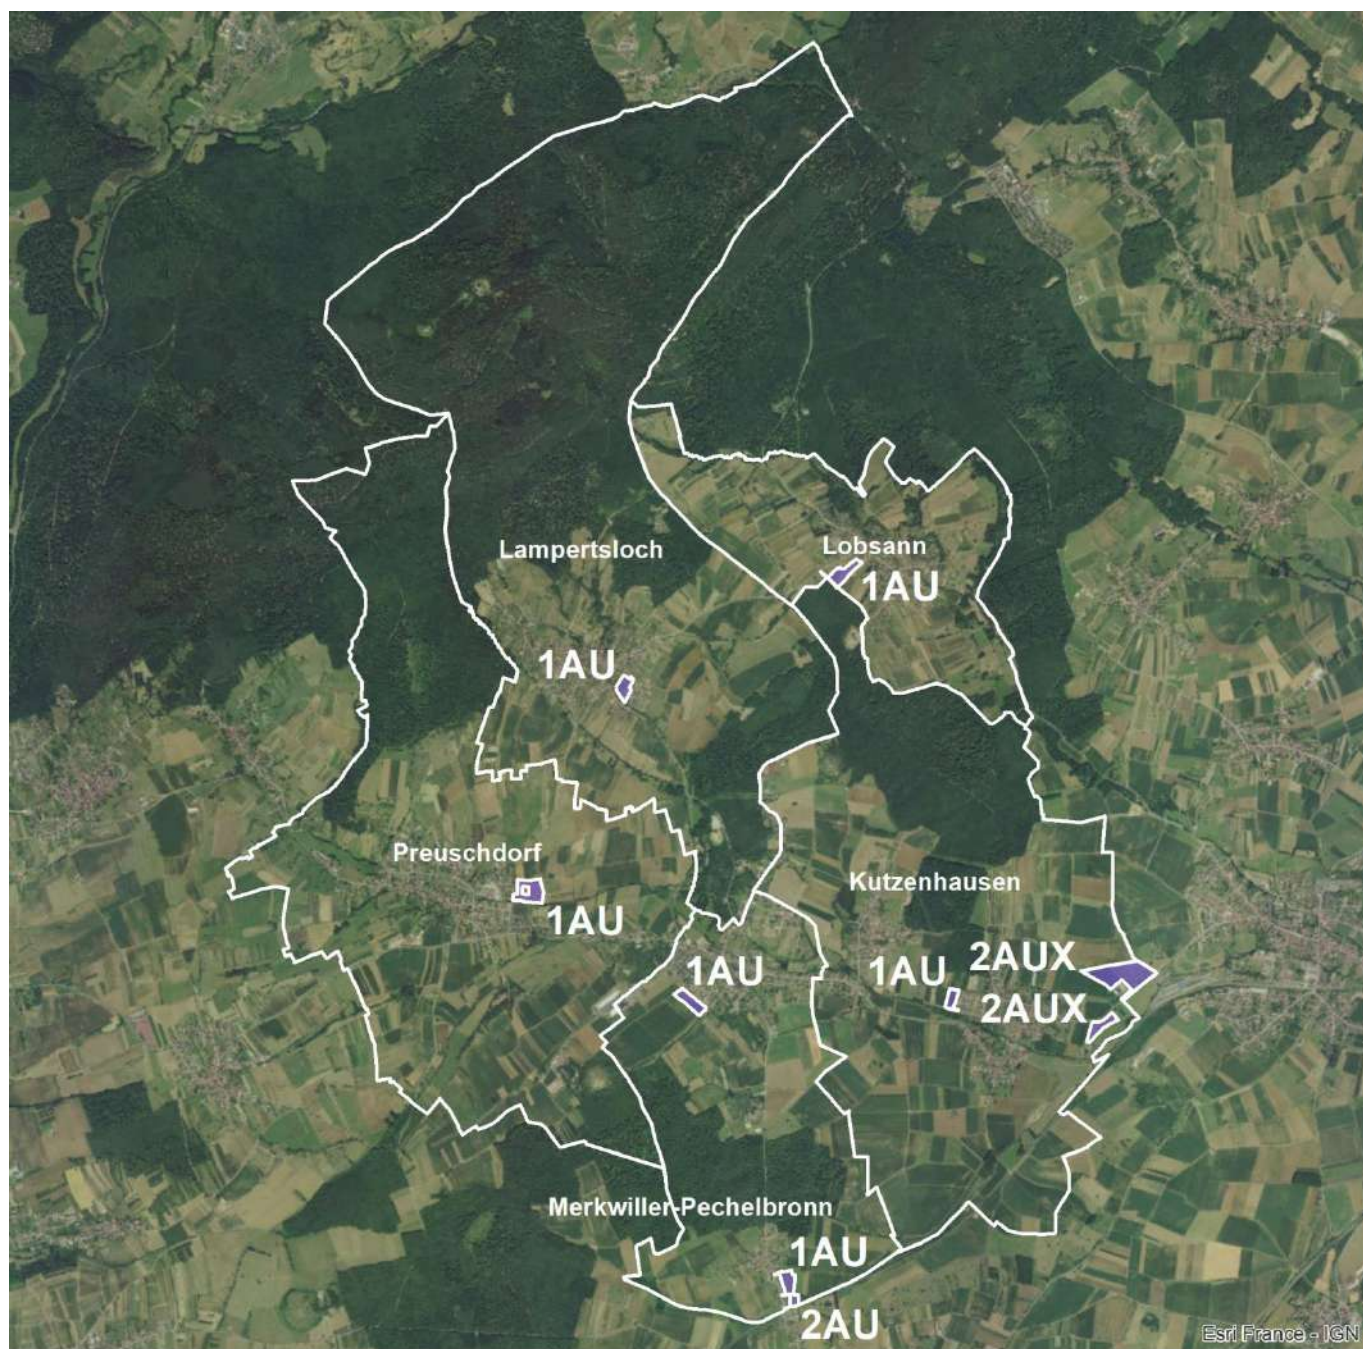 Lampertsloch
Lobsann
1AU
1AU
Preuschdorf
1AU
Kutzenhausen
1AU
1AU
2AUX
2AUX
Merkwiller-Pechelbronn
1AU
2AU
Esri France - IGN